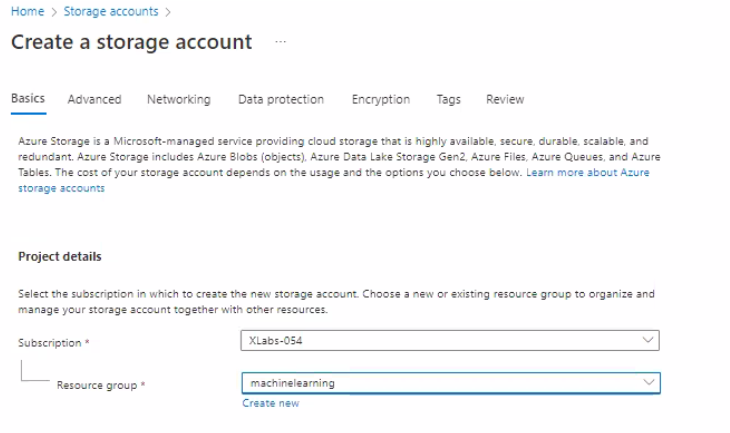 Home > Storage accounts >
Create a storage account ...
Basics Advanced Networking Data protection Encryption Tags Review
Azure Storage is a Microsoft-managed service providing cloud storage that is highly available, secure, durable, scalable, and
redundant. Azure Storage includes Azure Blobs (objects), Azure Data Lake Storage Gen2, Azure Files, Azure Queues, and Azure
Tables. The cost of your storage account depends on the usage and the options you choose below. Learn more about Azure
storage accounts
Project details
Select the subscription in which to create the new storage account. Choose a new or existing resource group to organize and
manage your storage account together with other resources.
Subscription * XLabs-054
Resource group * machinelearning
Create new